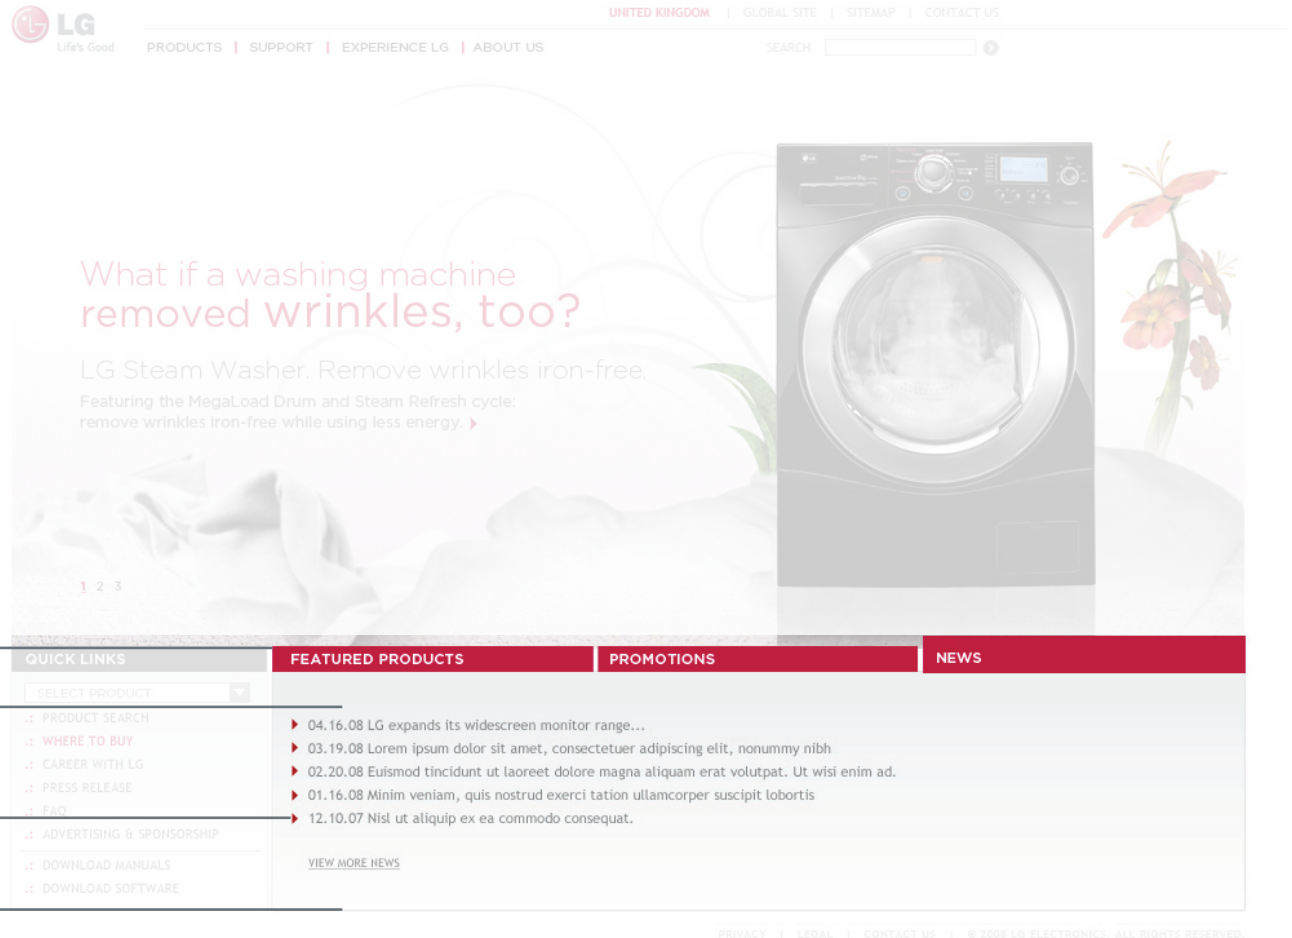 UNITED KINGDOM | GLOBAL SITE | SITEMAP | CONTACT US
LG
Life's Good
PRODUCTS | SUPPORT | EXPERIENCE LG | ABOUT US
SEARCH
What if a washing machine
removed wrinkles, too?
LG Steam Washer. Remove wrinkles iron-free.
Featuring the MegaLoad Drum and Steam Refresh cycle:
remove wrinkles iron-free while using less energy.
1 2 3
QUICK LINKS
SELECT PRODUCT
.: PRODUCT SEARCH
.: WHERE TO BUY
.: CAREER WITH LG
.: PRESS RELEASE
.: FAQ
.: ADVERTISING & SPONSORSHIP
.: DOWNLOAD MANUALS
.: DOWNLOAD SOFTWARE
FEATURED PRODUCTS
PROMOTIONS
NEWS
04.16.08 LG expands its widescreen monitor range...
03.19.08 Lorem ipsum dolor sit amet, consectetuer adipiscing elit, nonummy nibh
02.20.08 Euismod tincidunt ut laoreet dolore magna aliquam erat volutpat. Ut wisi enim ad.
01.16.08 Minim veniam, quis nostrud exerci tation ullamcorper suscipit lobortis
12.10.07 Nisl ut aliquip ex ea commodo consequat.
VIEW MORE NEWS
PRIVACY | LEGAL | CONTACT US / © 2008 LG ELECTRONICS. ALL RIGHTS RESERVED.